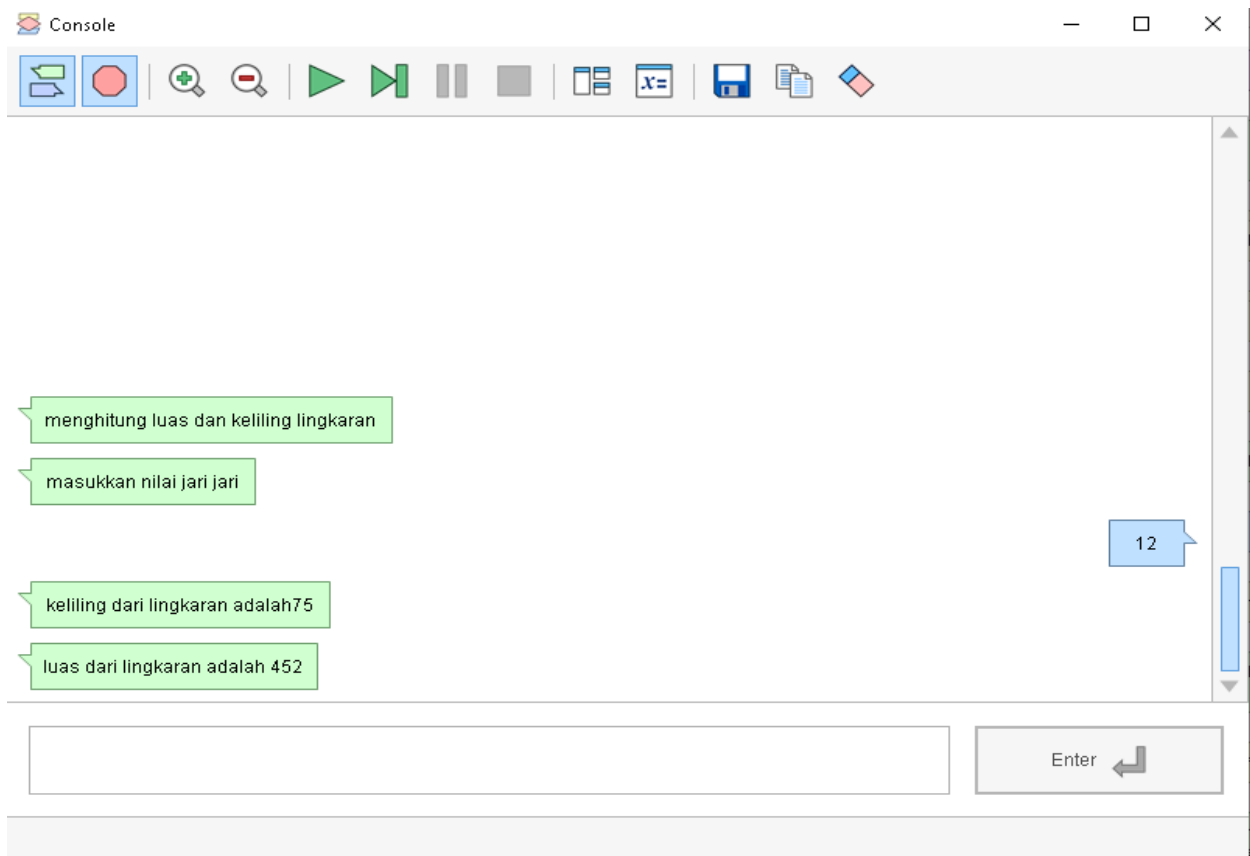 Console
x=
menghitung luas dan keliling lingkaran
masukkan nilai jari jari
12
keliling dari lingkaran adalah75
luas dari lingkaran adalah 452
Enter